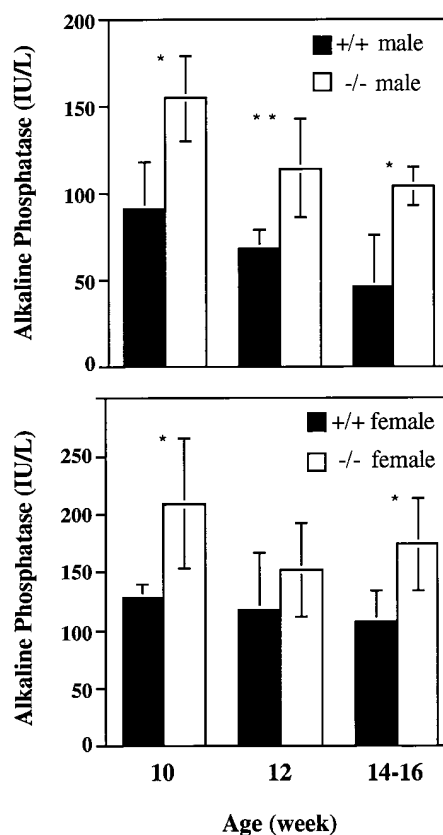 Alkaline Phosphatase (IU/L)
200
150
100
50
0
+/+ male
-/- male
*
* *
*
Alkaline Phosphatase (IU/L)
250
200
150
100
50
0
+/+ female
-/- female
*
*
10 12 14-16
Age (week)